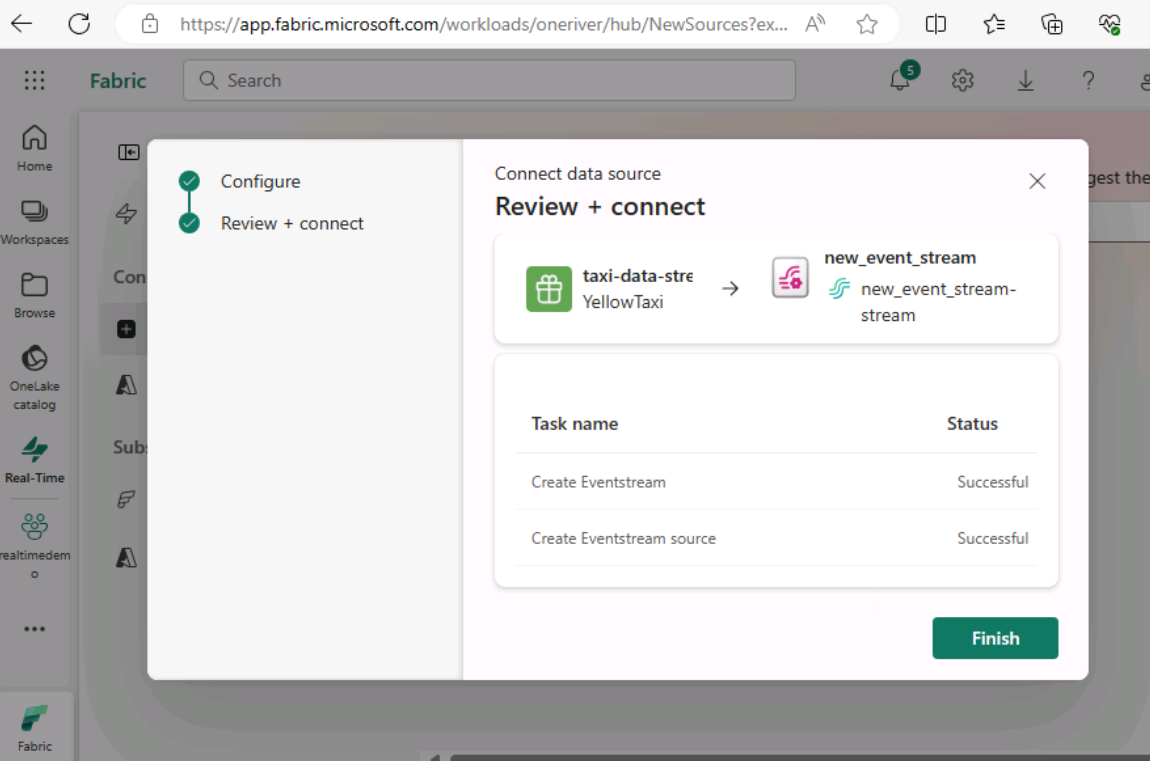 https://app.fabric.microsoft.com/workloads/oneriver/hub/NewSources?ex...
Fabric
Search
5
?
Home
Workspaces
Browse
OneLake
catalog
Real-Time
realtimedem
o
Fabric
Con
Subs
gest the
Configure
Review + connect
Connect data source
Review + connect
taxi-data-stre
YellowTaxi
new_event_stream
new_event_stream-
stream
Task name Status
Create Eventstream Successful
Create Eventstream source Successful
Finish